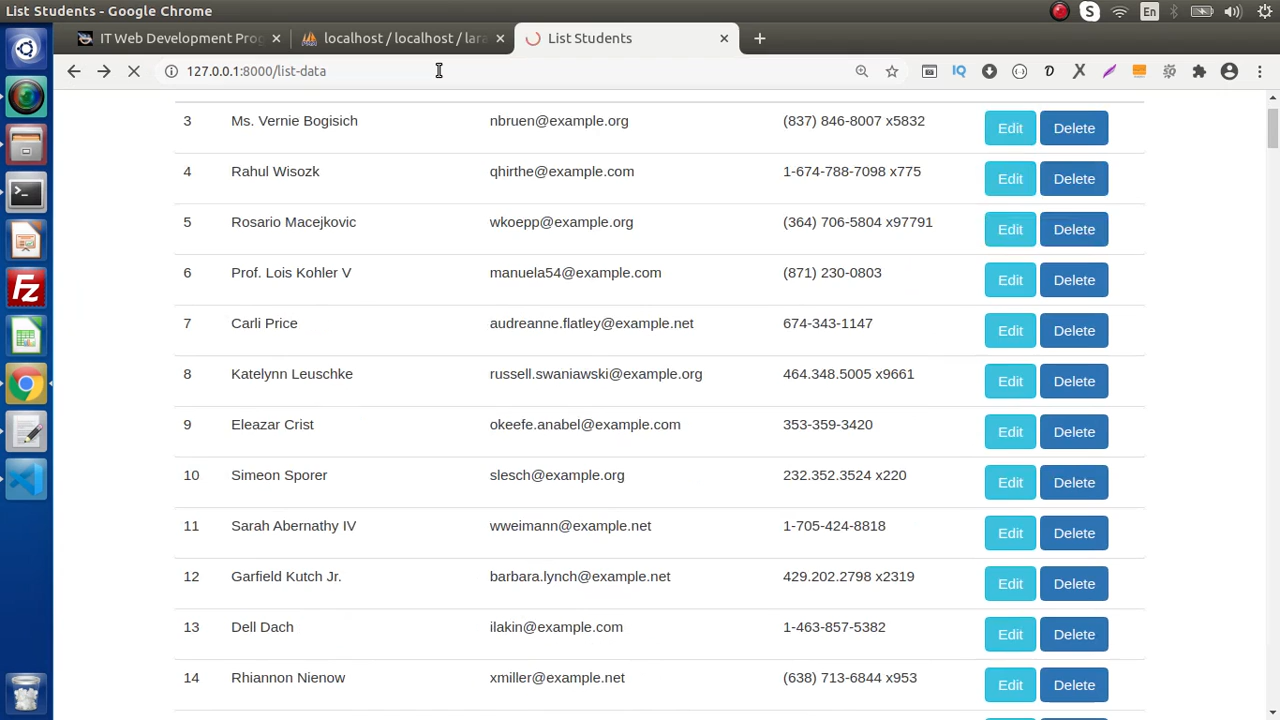 List Students - Google Chrome
En
IT Web Development Prog
localhost / localhost / lara
List Students
127.0.0.1:8000/list-data
3 Ms. Vernie Bogisich nbruen@example.org (837) 846-8007 x5832 Edit Delete
4 Rahul Wisozk qhirthe@example.com 1-674-788-7098 x775 Edit Delete
5 Rosario Macejkovic wkoepp@example.org (364) 706-5804 x97791 Edit Delete
6 Prof. Lois Kohler V manuela54@example.com (871) 230-0803 Edit Delete
7 Carli Price audreanne.flatley@example.net 674-343-1147 Edit Delete
8 Katelynn Leuschke russell.swaniawski@example.org 464.348.5005 x9661 Edit Delete
9 Eleazar Crist okeefe.anabel@example.com 353-359-3420 Edit Delete
10 Simeon Sporer slesch@example.org 232.352.3524 x220 Edit Delete
11 Sarah Abernathy IV wweimann@example.net 1-705-424-8818 Edit Delete
12 Garfield Kutch Jr. barbara.lynch@example.net 429.202.2798 x2319 Edit Delete
13 Dell Dach ilakin@example.com 1-463-857-5382 Edit Delete
14 Rhiannon Nienow xmiller@example.net (638) 713-6844 x953 Edit Delete